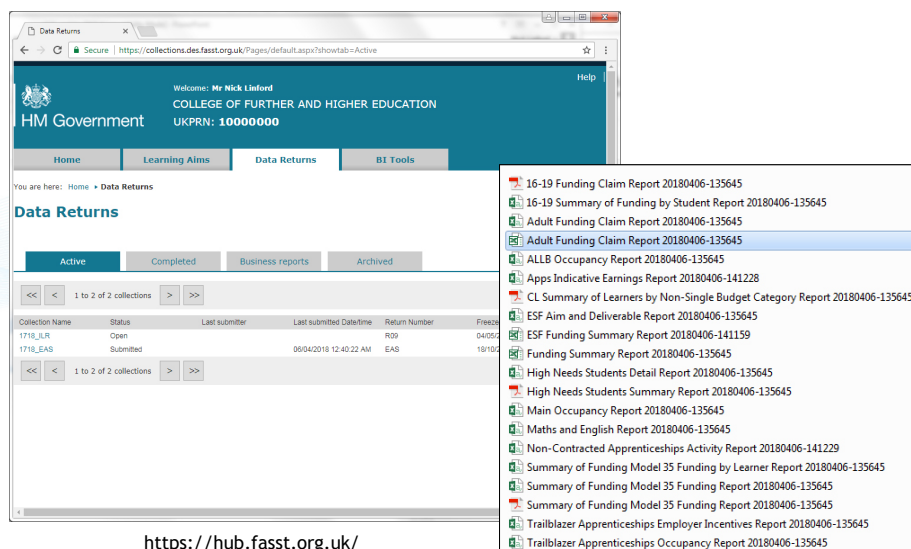 Data Returns
Secure | https://collections.des.fasst.org.uk/Pages/default.aspx?showtab=Active
Help
Welcome: Mr Nick Linford
COLLEGE OF FURTHER AND HIGHER EDUCATION
HM Government UKPRN: 10000000
Home Learning Aims Data Returns BI Tools
You are here: Home Data Returns
Data Returns
Active Completed Business reports Archived
<< < 1 to 2 of 2 collections > >>
Collection Name Status Last submitter Last submitted Date/time Return Number Freeze
1718_ILR Open R09 04/05/2
1718_EAS Submitted 06/04/2018 12:40:22 AM EAS 18/10/2
<< < 1 to 2 of 2 collections > >>
16-19 Funding Claim Report 20180406-135645
16-19 Summary of Funding by Student Report 20180406-135645
Adult Funding Claim Report 20180406-135645
Adult Funding Claim Report 20180406-135645
ALLB Occupancy Report 20180406-135645
Apps Indicative Earnings Report 20180406-141228
CL Summary of Learners by Non-Single Budget Category Report 20180406-135645
ESF Aim and Deliverable Report 20180406-135645
ESF Funding Summary Report 20180406-141159
Funding Summary Report 20180406-135645
High Needs Students Detail Report 20180406-135645
High Needs Students Summary Report 20180406-135645
Main Occupancy Report 20180406-135645
Maths and English Report 20180406-135645
Non-Contracted Apprenticeships Activity Report 20180406-141229
Summary of Funding Model 35 Funding by Learner Report 20180406-135645
Summary of Funding Model 35 Funding Report 20180406-135645
Summary of Funding Model 35 Funding Report 20180406-135645
Trailblazer Apprenticeships Employer Incentives Report 20180406-135645
Trailblazer Apprenticeships Occupancy Report 20180406-135645
https://hub.fasst.org.uk/